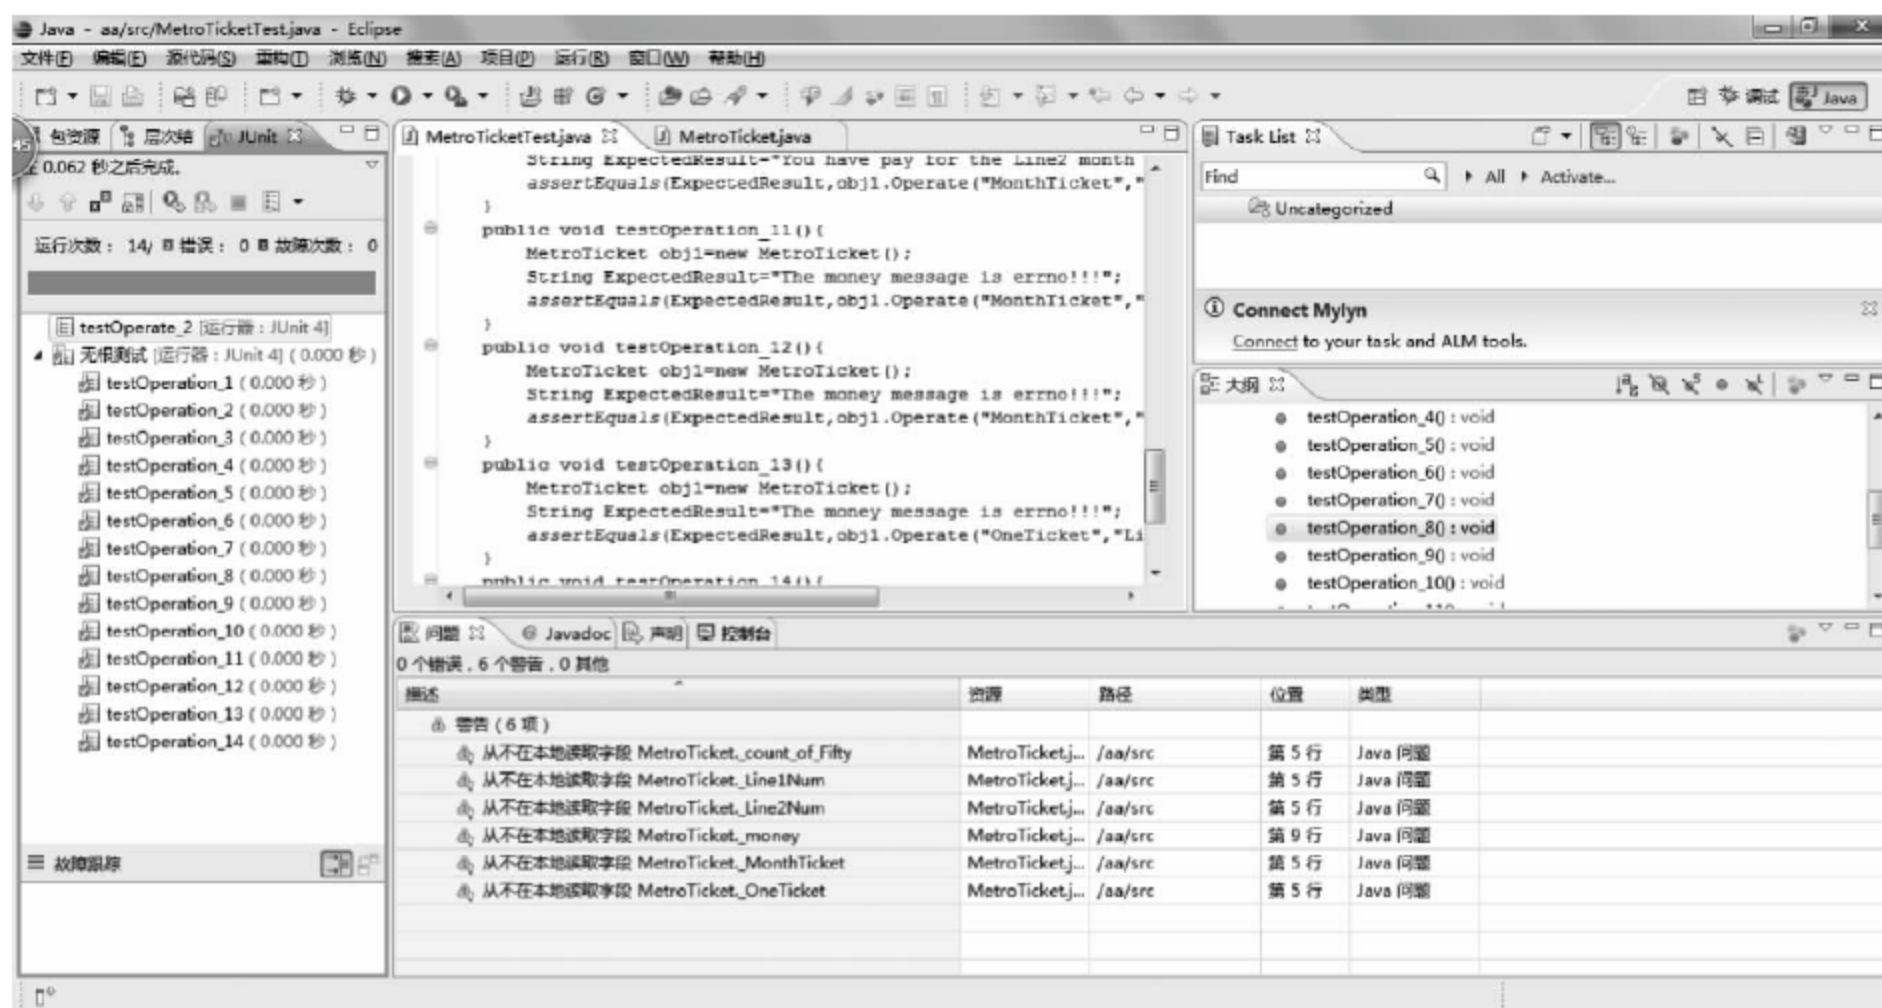 Java - aa/src/MetroTicketTest.java - Eclipse
文件(F) 编辑(E) 源代码(S) 重构(T) 浏览(N) 搜索(A) 项目(P) 运行(R) 窗口(W) 帮助(H)
调试 Java
包资源 层次结 JUnit
在 0.062 秒之后完成。
运行次数： 14/ 错误： 0 故障次数： 0
testOperate_2 [运行器：JUnit 4]
无根测试 [运行器：JUnit 4] ( 0.000 秒 )
testOperation_1 ( 0.000 秒 )
testOperation_2 ( 0.000 秒 )
testOperation_3 ( 0.000 秒 )
testOperation_4 ( 0.000 秒 )
testOperation_5 ( 0.000 秒 )
testOperation_6 ( 0.000 秒 )
testOperation_7 ( 0.000 秒 )
testOperation_8 ( 0.000 秒 )
testOperation_9 ( 0.000 秒 )
testOperation_10 ( 0.000 秒 )
testOperation_11 ( 0.000 秒 )
testOperation_12 ( 0.000 秒 )
testOperation_13 ( 0.000 秒 )
testOperation_14 ( 0.000 秒 )
故障跟踪
MetroTicketTest.java MetroTicket.java
String ExpectedResult="You have pay for the Line2 month
assertEquals(ExpectedResult,obj1.Operate("MonthTicket","
}
public void testOperation_11(){
MetroTicket obj1=new MetroTicket();
String ExpectedResult="The money message is errno!!!";
assertEquals(ExpectedResult,obj1.Operate("MonthTicket","
}
public void testOperation_12(){
MetroTicket obj1=new MetroTicket();
String ExpectedResult="The money message is errno!!!";
assertEquals(ExpectedResult,obj1.Operate("MonthTicket","
}
public void testOperation_13(){
MetroTicket obj1=new MetroTicket();
String ExpectedResult="The money message is errno!!!";
assertEquals(ExpectedResult,obj1.Operate("OneTicket","Li
}
public void testOperation_14(){
Task List
Find All Activate...
Uncategorized
Connect Mylyn
Connect to your task and ALM tools.
大纲
testOperation_4() : void
testOperation_5() : void
testOperation_6() : void
testOperation_7() : void
testOperation_8() : void
testOperation_9() : void
testOperation_10() : void
问题 @ Javadoc 声明 控制台
0 个错误，6 个警告，0 其他
描述 资源 路径 位置 类型
警告 ( 6 项 )
从不在本地读取字段 MetroTicket._count_of_Fifty MetroTicket.j... /aa/src 第 5 行 Java 问题
从不在本地读取字段 MetroTicket._Line1Num MetroTicket.j... /aa/src 第 5 行 Java 问题
从不在本地读取字段 MetroTicket._Line2Num MetroTicket.j... /aa/src 第 5 行 Java 问题
从不在本地读取字段 MetroTicket._money MetroTicket.j... /aa/src 第 9 行 Java 问题
从不在本地读取字段 MetroTicket._MonthTicket MetroTicket.j... /aa/src 第 5 行 Java 问题
从不在本地读取字段 MetroTicket._OneTicket MetroTicket.j... /aa/src 第 5 行 Java 问题